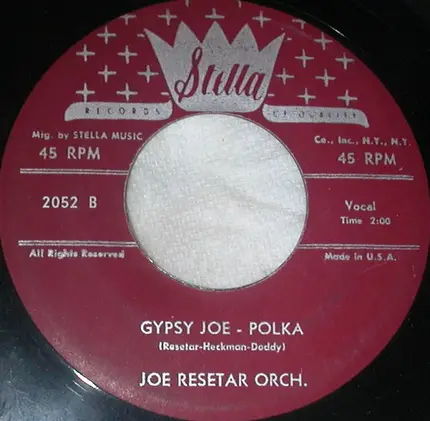 Stella
RECORDS OF QUALITY
Mfg. by STELLA MUSIC Co., Inc., N.Y., N.Y.
45 RPM 45 RPM
2052 B Vocal
Time 2:00
All Rights Reserved Made in U.S.A.
GYPSY JOE - POLKA
(Resetar-Heckman-Doddy)
JOE RESETAR ORCH.